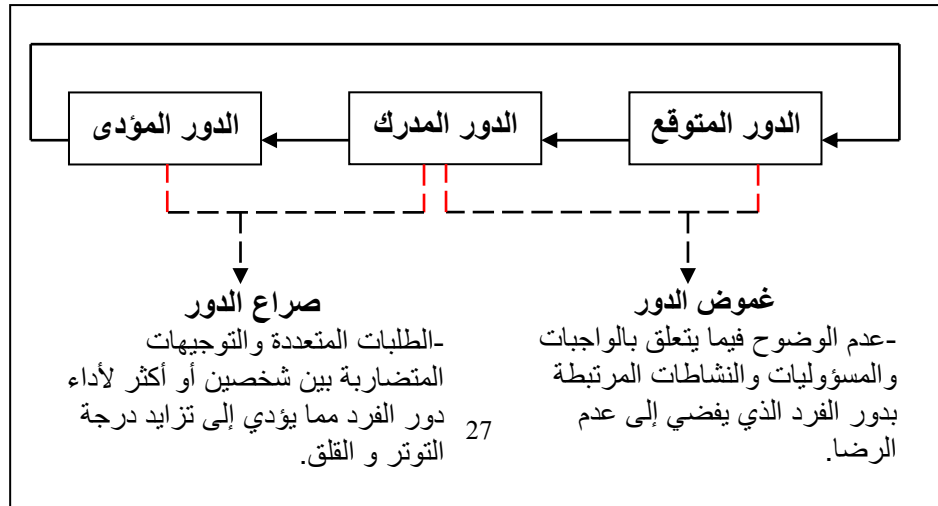 الدور المتوقع
الدور المدرك
الدور المؤدى
غموض الدور
-عدم الوضوح فيما يتعلق بالواجبات
والمسؤوليات والنشاطات المرتبطة
بدور الفرد الذي يفضي إلى عدم
الرضا.
صراع الدور
-الطلبات المتعددة والتوجيهات
المتضاربة بين شخصين أو أكثر لأداء
دور الفرد مما يؤدي إلى تزايد درجة
التوتر و القلق.
27